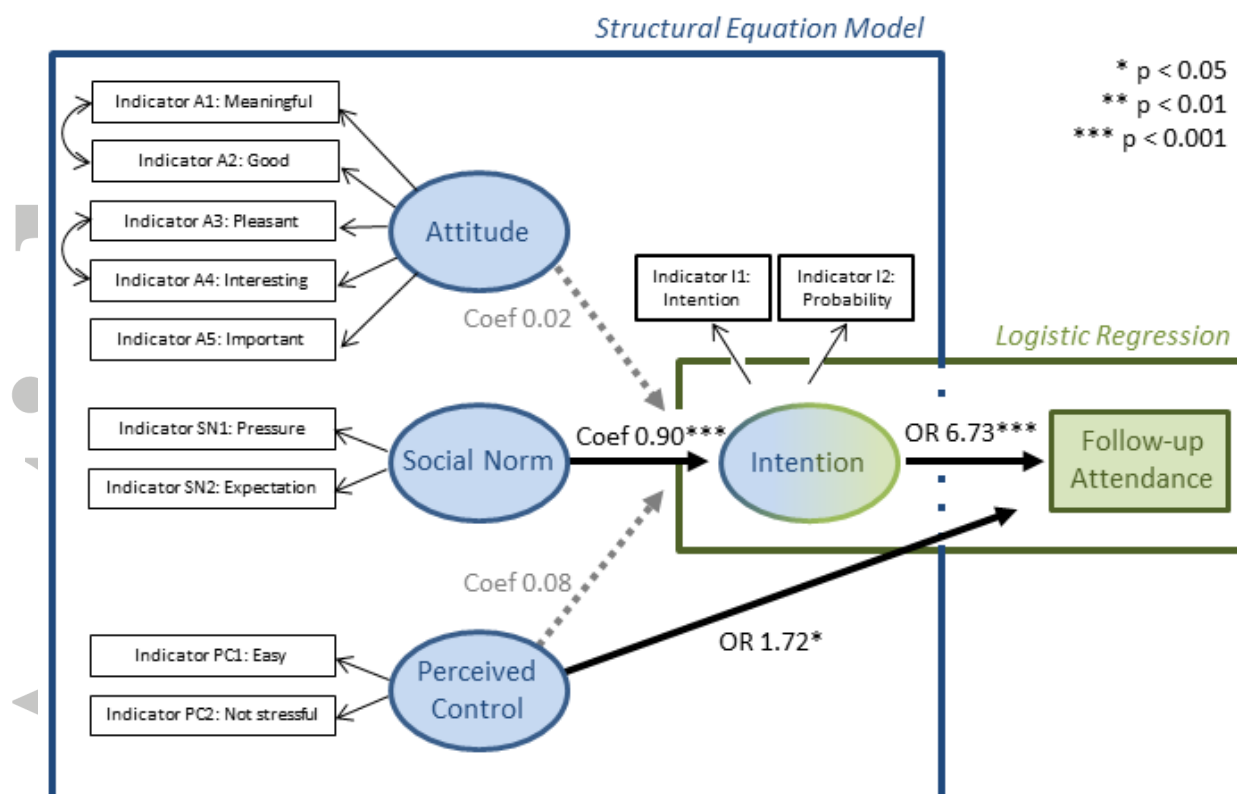 Structural Equation Model
* p < 0.05
** p < 0.01
*** p < 0.001
Indicator A1: Meaningful
Indicator A2: Good
Indicator A3: Pleasant
Indicator A4: Interesting
Indicator A5: Important
Attitude
Coef 0.02
Indicator I1:
Intention
Indicator I2:
Probability
Logistic Regression
Indicator SN1: Pressure
Indicator SN2: Expectation
Social Norm
Coef 0.90***
Intention
OR 6.73***
Follow-up
Attendance
Coef 0.08
Indicator PC1: Easy
Indicator PC2: Not stressful
Perceived
Control
OR 1.72*